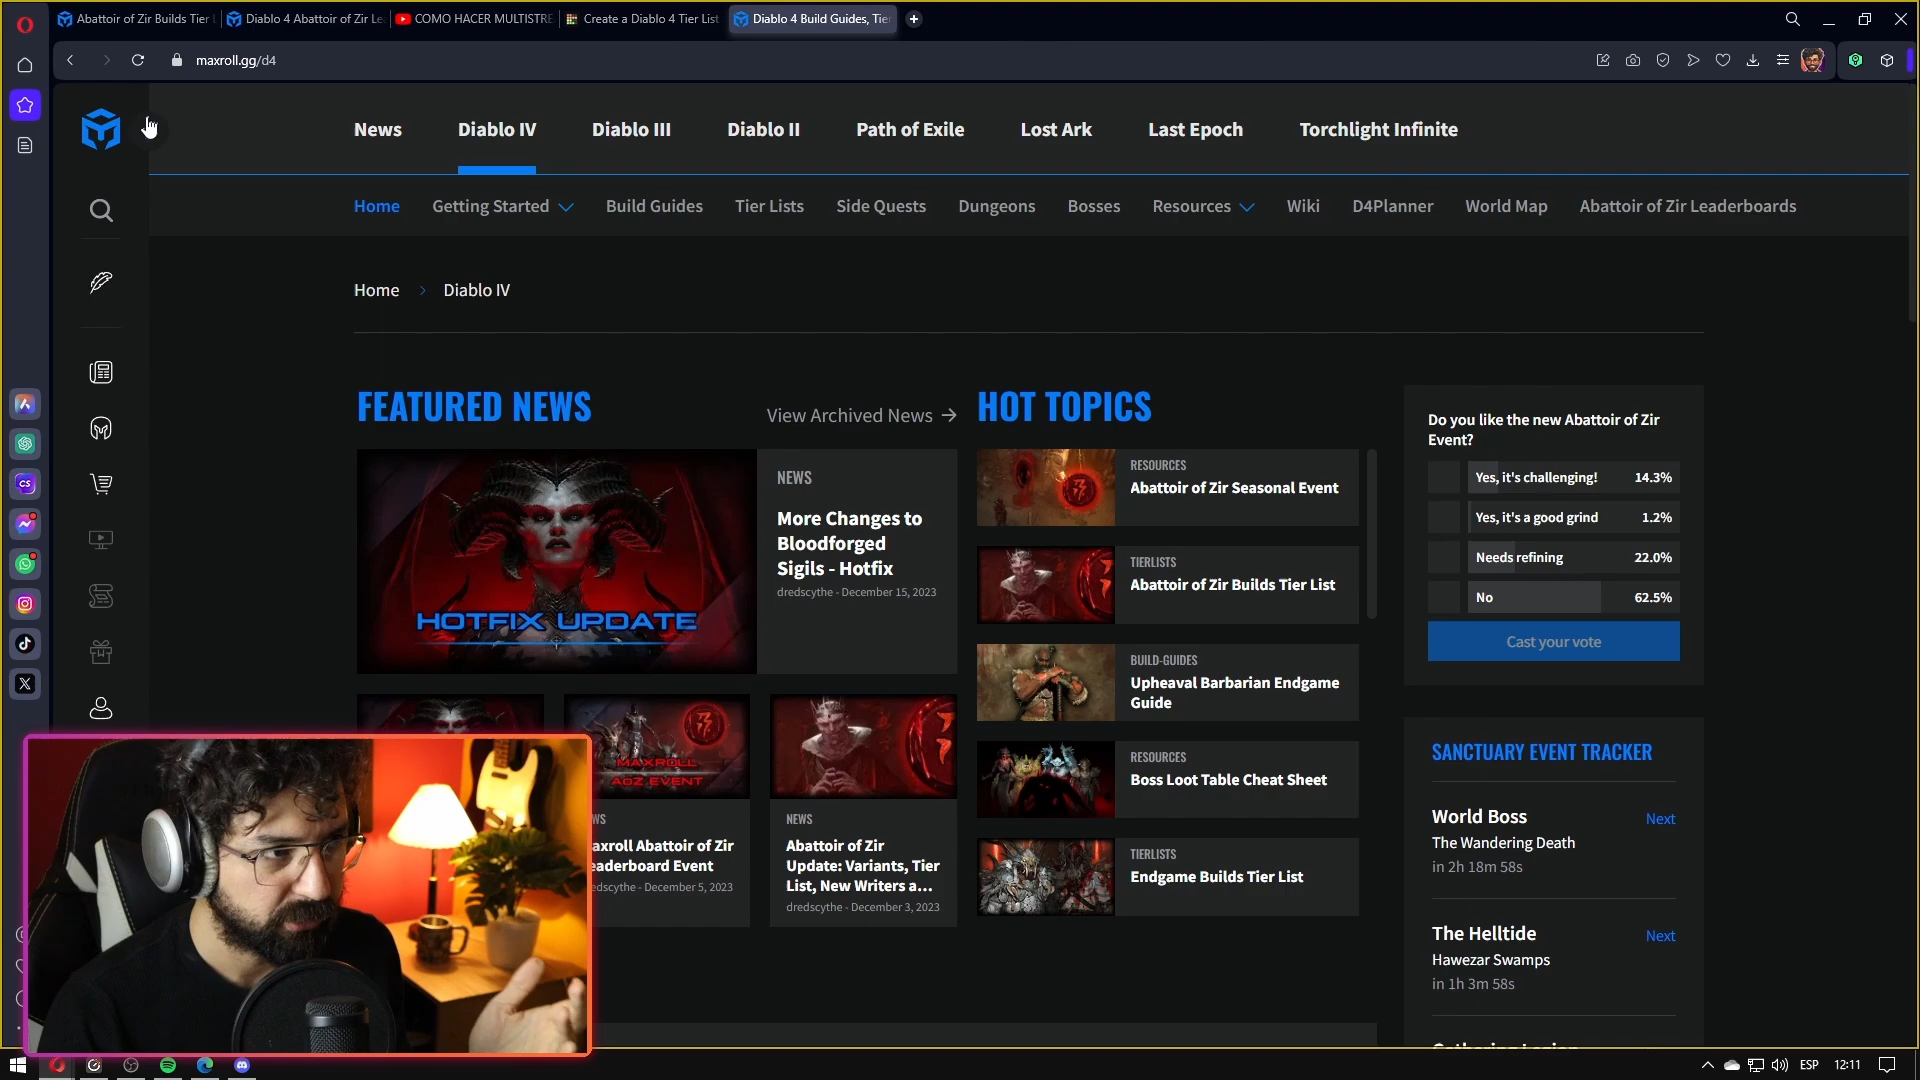 Abattoir of Zir Builds Tier
Diablo 4 Abattoir of Zir Le
COMO HACER MULTISTRE
Create a Diablo 4 Tier List
Diablo 4 Build Guides, Tie
maxroll.gg/d4
News
Diablo IV
Diablo III
Diablo II
Path of Exile
Lost Ark
Last Epoch
Torchlight Infinite
Home
Getting Started
Build Guides
Tier Lists
Side Quests
Dungeons
Bosses
Resources
Wiki
D4Planner
World Map
Abattoir of Zir Leaderboards
Home
Diablo IV
FEATURED NEWS
View Archived News →
HOTFIX UPDATE
NEWS
More Changes to
Bloodforged
Sigils - Hotfix
dredscythe - December 15, 2023
MAXROLL
AOZ EVENT
WS
axroll Abattoir of Zir
eaderboard Event
edscythe - December 5, 2023
NEWS
Abattoir of Zir
Update: Variants, Tier
List, New Writers a...
dredscythe - December 3, 2023
HOT TOPICS
RESOURCES
Abattoir of Zir Seasonal Event
TIERLISTS
Abattoir of Zir Builds Tier List
BUILD-GUIDES
Upheaval Barbarian Endgame
Guide
RESOURCES
Boss Loot Table Cheat Sheet
TIERLISTS
Endgame Builds Tier List
Do you like the new Abattoir of Zir
Event?
Yes, it's challenging! 14.3%
Yes, it's a good grind 1.2%
Needs refining 22.0%
No 62.5%
Cast your vote
SANCTUARY EVENT TRACKER
World Boss Next
The Wandering Death
in 2h 18m 58s
The Helltide Next
Hawezar Swamps
in 1h 3m 58s
CS
ESP
12:11